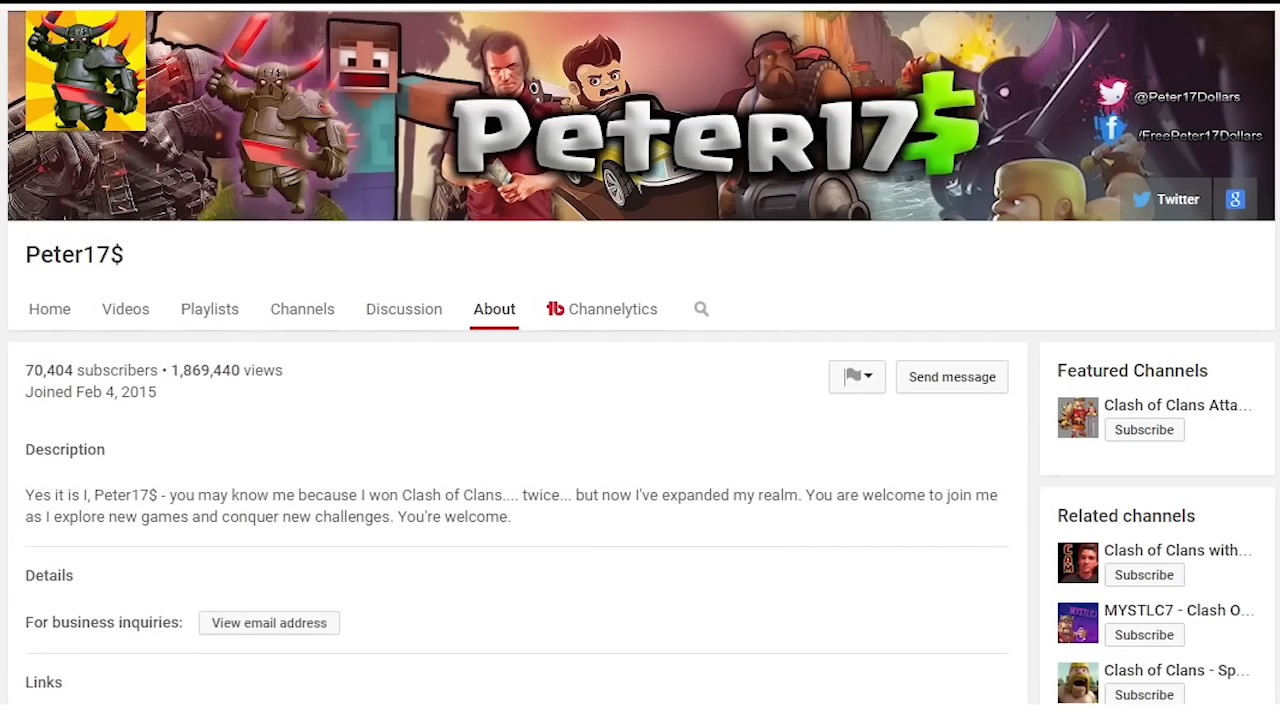 Peter17$
@Peter17Dollars
/FreePeter17Dollars
Twitter
Peter17$
Home Videos Playlists Channels Discussion About Channelytics
70,404 subscribers • 1,869,440 views
Joined Feb 4, 2015
Send message
Description
Yes it is I, Peter17$ - you may know me because I won Clash of Clans.... twice... but now I've expanded my realm. You are welcome to join me
as I explore new games and conquer new challenges. You're welcome.
Details
For business inquiries: View email address
Links
Featured Channels
Clash of Clans Atta...
Subscribe
Related channels
Clash of Clans with...
Subscribe
MYSTLC7 - Clash O...
Subscribe
Clash of Clans - Sp...
Subscribe